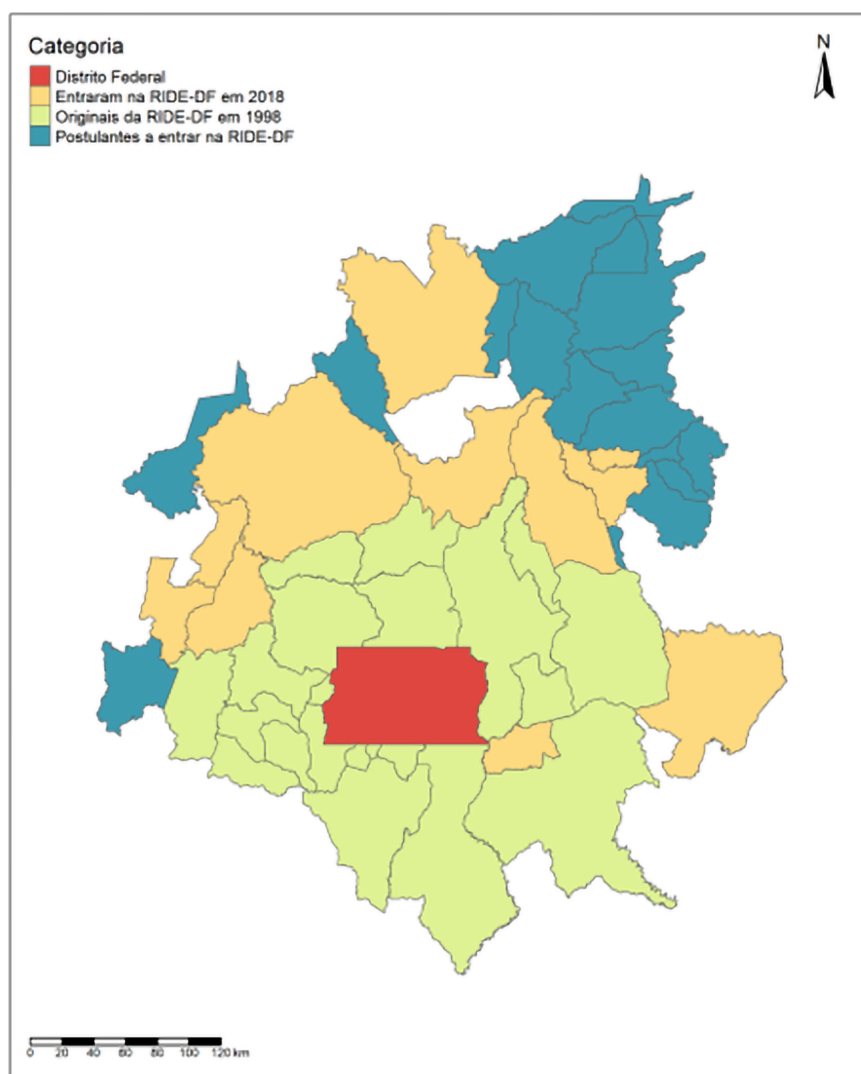 Categoria
Distrito Federal
Entraram na RIDE-DF em 2018
Originais da RIDE-DF em 1998
Postulantes a entrar na RIDE-DF
N
0 20 40 60 80 100 120 km